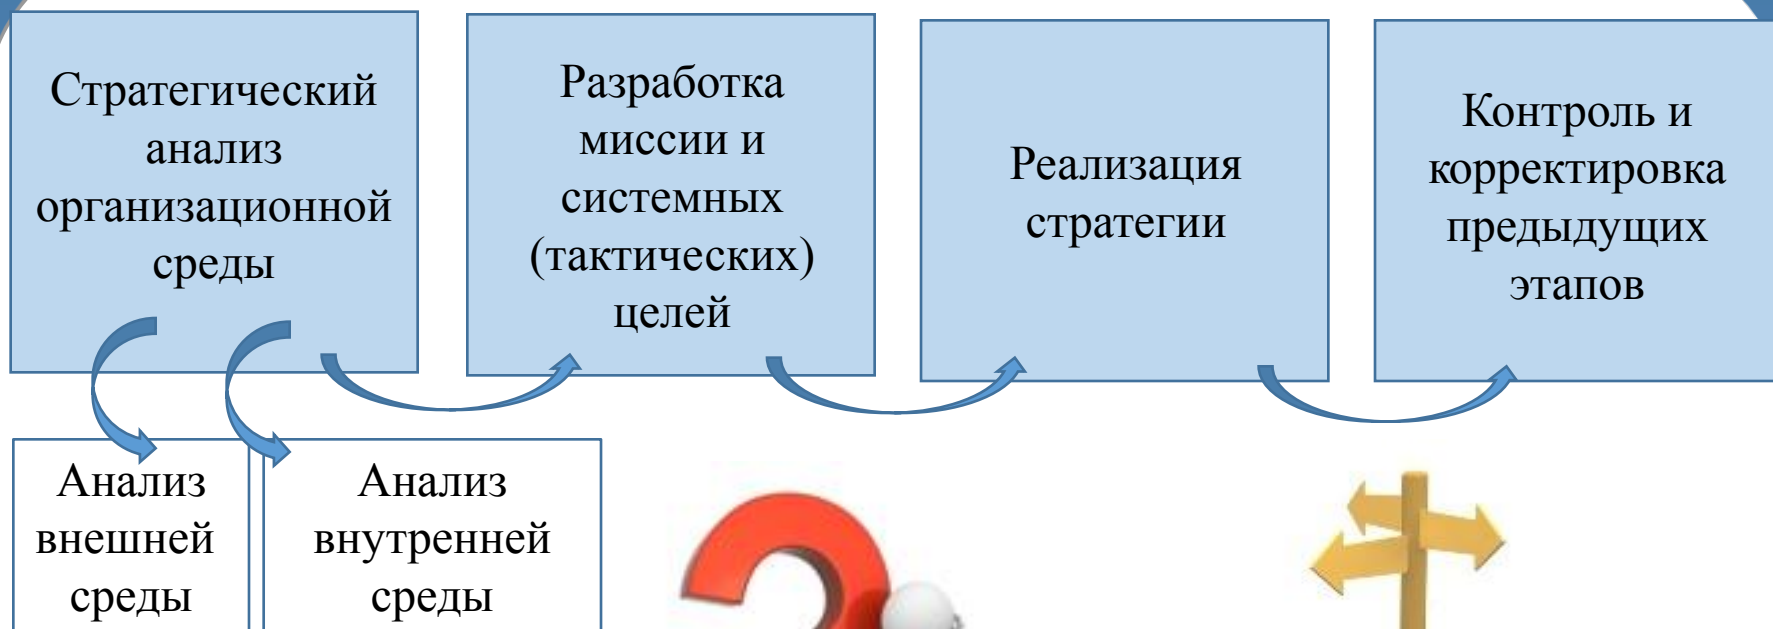 Стратегический
анализ
организационной
среды
Разработка
миссии и
системных
(тактических)
целей
Реализация
стратегии
Контроль и
корректировка
предыдущих
этапов
Анализ
внешней
среды
Анализ
внутренней
среды